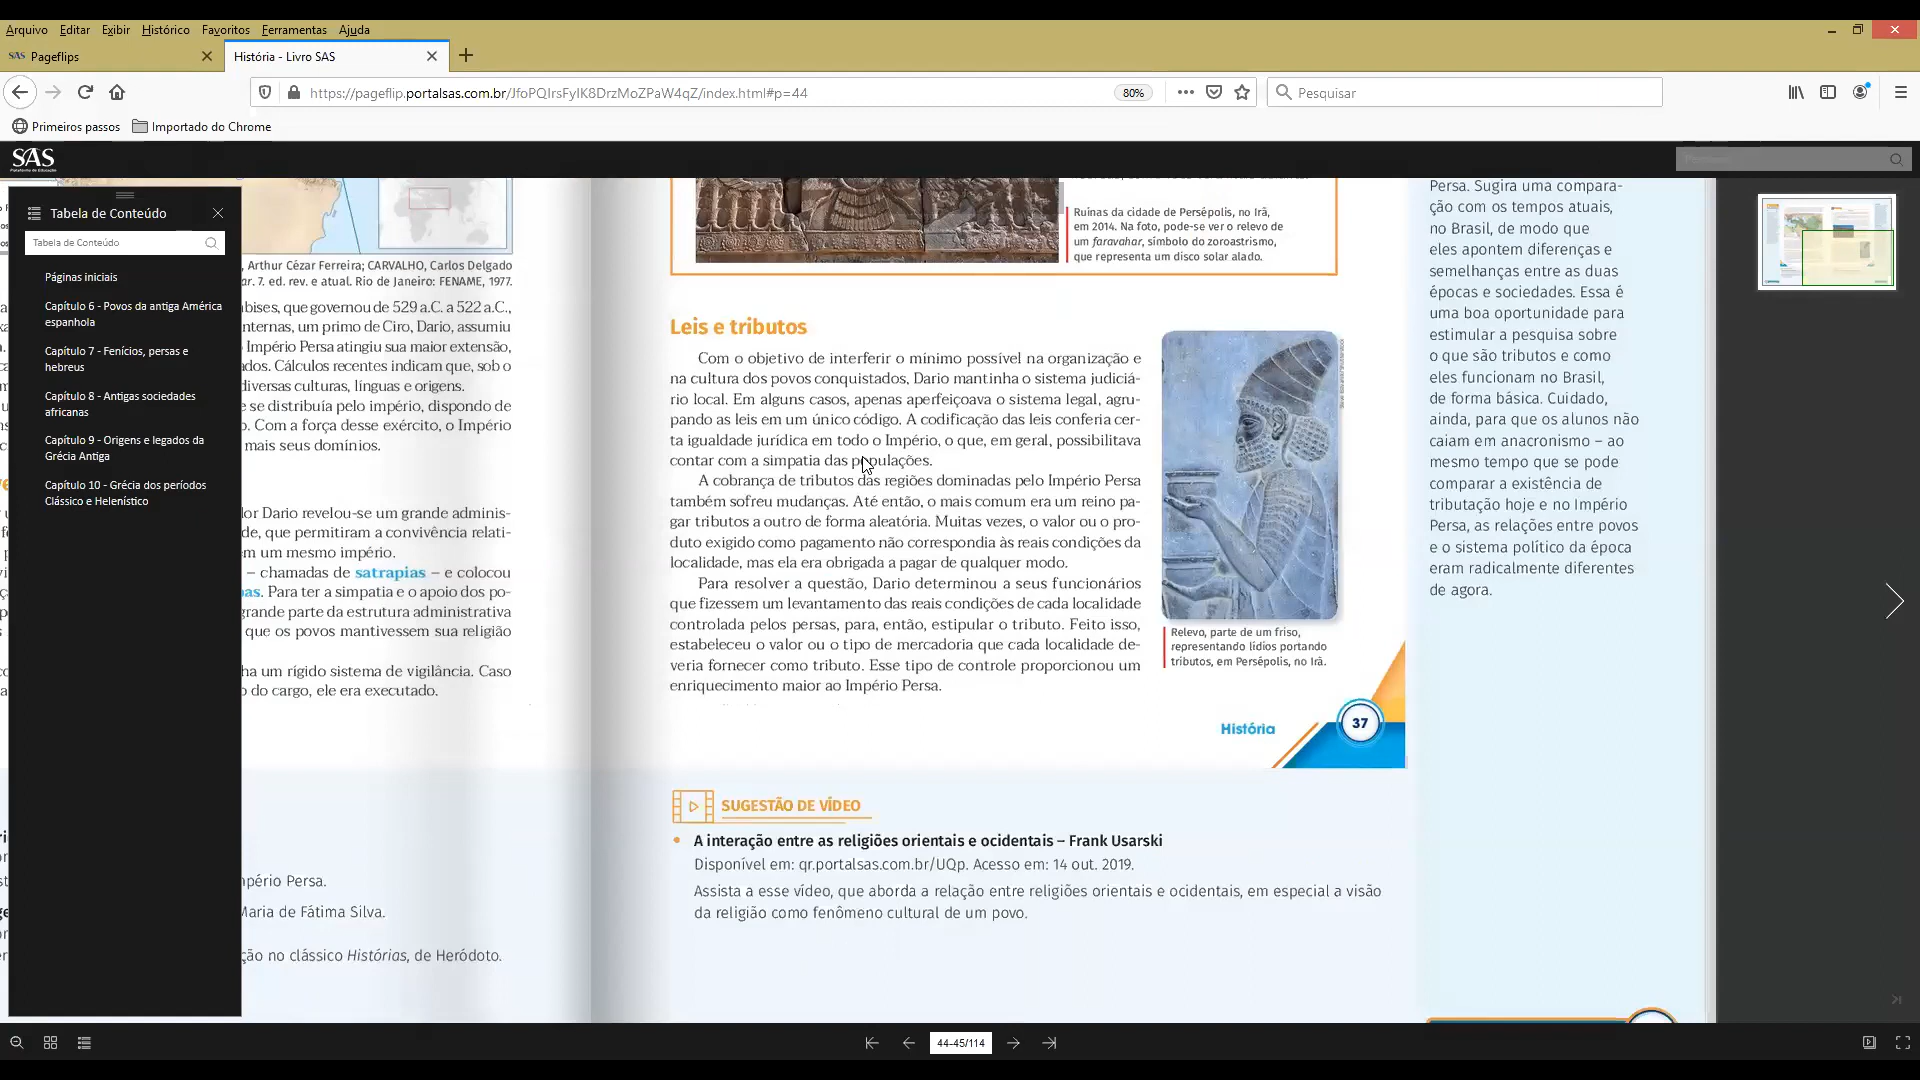 Arquivo Editar Exibir Histórico Favoritos Ferramentas Ajuda
SAS Pageflips
História - Livro SAS
https://pageflip.portalsas.com.br/JfoPQIrsFyIK8DrzMoZPaW4qZ/index.html#p=44
80%
Pesquisar
Primeiros passos Importado do Chrome
SAS
Plataforma de Educação
Tabela de Conteúdo
Tabela de Conteúdo
Páginas iniciais
Capítulo 6 - Povos da antiga América
espanhola
Capítulo 7 - Fenícios, persas e
hebreus
Capítulo 8 - Antigas sociedades
africanas
Capítulo 9 - Origens e legados da
Grécia Antiga
Capítulo 10 - Grécia dos períodos
Clássico e Helenístico
, Arthur Cézar Ferreira; CARVALHO, Carlos Delgado
ar. 7. ed. rev. e atual. Rio de Janeiro: FENAME, 1977.
bises, que governou de 529 a.C. a 522 a.C.,
nternas, um primo de Ciro, Dario, assumiu
Império Persa atingiu sua maior extensão,
ados. Cálculos recentes indicam que, sob o
diversas culturas, línguas e origens.
e se distribuía pelo império, dispondo de
o. Com a força desse exército, o Império
mais seus domínios.
or Dario revelou-se um grande adminis-
de, que permitiram a convivência relati-
em um mesmo império.
– chamadas de satrapias – e colocou
pas. Para ter a simpatia e o apoio dos po-
grande parte da estrutura administrativa
que os povos mantivessem sua religião
ha um rígido sistema de vigilância. Caso
o do cargo, ele era executado.
mpério Persa.
Maria de Fátima Silva.
ção no clássico Histórias, de Heródoto.
Ruínas da cidade de Persépolis, no Irã,
em 2014. Na foto, pode-se ver o relevo de
um faravahar, símbolo do zoroastrismo,
que representa um disco solar alado.
Leis e tributos
Com o objetivo de interferir o mínimo possível na organização e
na cultura dos povos conquistados, Dario mantinha o sistema judiciá-
rio local. Em alguns casos, apenas aperfeiçoava o sistema legal, agru-
pando as leis em um único código. A codificação das leis conferia cer-
ta igualdade jurídica em todo o Império, o que, em geral, possibilitava
contar com a simpatia das populações.
A cobrança de tributos das regiões dominadas pelo Império Persa
também sofreu mudanças. Até então, o mais comum era um reino pa-
gar tributos a outro de forma aleatória. Muitas vezes, o valor ou o pro-
duto exigido como pagamento não correspondia às reais condições da
localidade, mas ela era obrigada a pagar de qualquer modo.
Para resolver a questão, Dario determinou a seus funcionários
que fizessem um levantamento das reais condições de cada localidade
controlada pelos persas, para, então, estipular o tributo. Feito isso,
estabeleceu o valor ou o tipo de mercadoria que cada localidade de-
veria fornecer como tributo. Esse tipo de controle proporcionou um
enriquecimento maior ao Império Persa.
Relevo, parte de um friso,
representando lídios portando
tributos, em Persépolis, no Irã.
História 37
SUGESTÃO DE VÍDEO
• A interação entre as religiões orientais e ocidentais – Frank Usarski
Disponível em: qr.portalsas.com.br/UQp. Acesso em: 14 out. 2019.
Assista a esse vídeo, que aborda a relação entre religiões orientais e ocidentais, em especial a visão
da religião como fenômeno cultural de um povo.
Persa. Sugira uma compara-
ção com os tempos atuais,
no Brasil, de modo que
eles apontem diferenças e
semelhanças entre as duas
épocas e sociedades. Essa é
uma boa oportunidade para
estimular a pesquisa sobre
o que são tributos e como
eles funcionam no Brasil,
de forma básica. Cuidado,
ainda, para que os alunos não
caiam em anacronismo – ao
mesmo tempo que se pode
comparar a existência de
tributação hoje e no Império
Persa, as relações entre povos
e o sistema político da época
eram radicalmente diferentes
de agora.
44-45/114